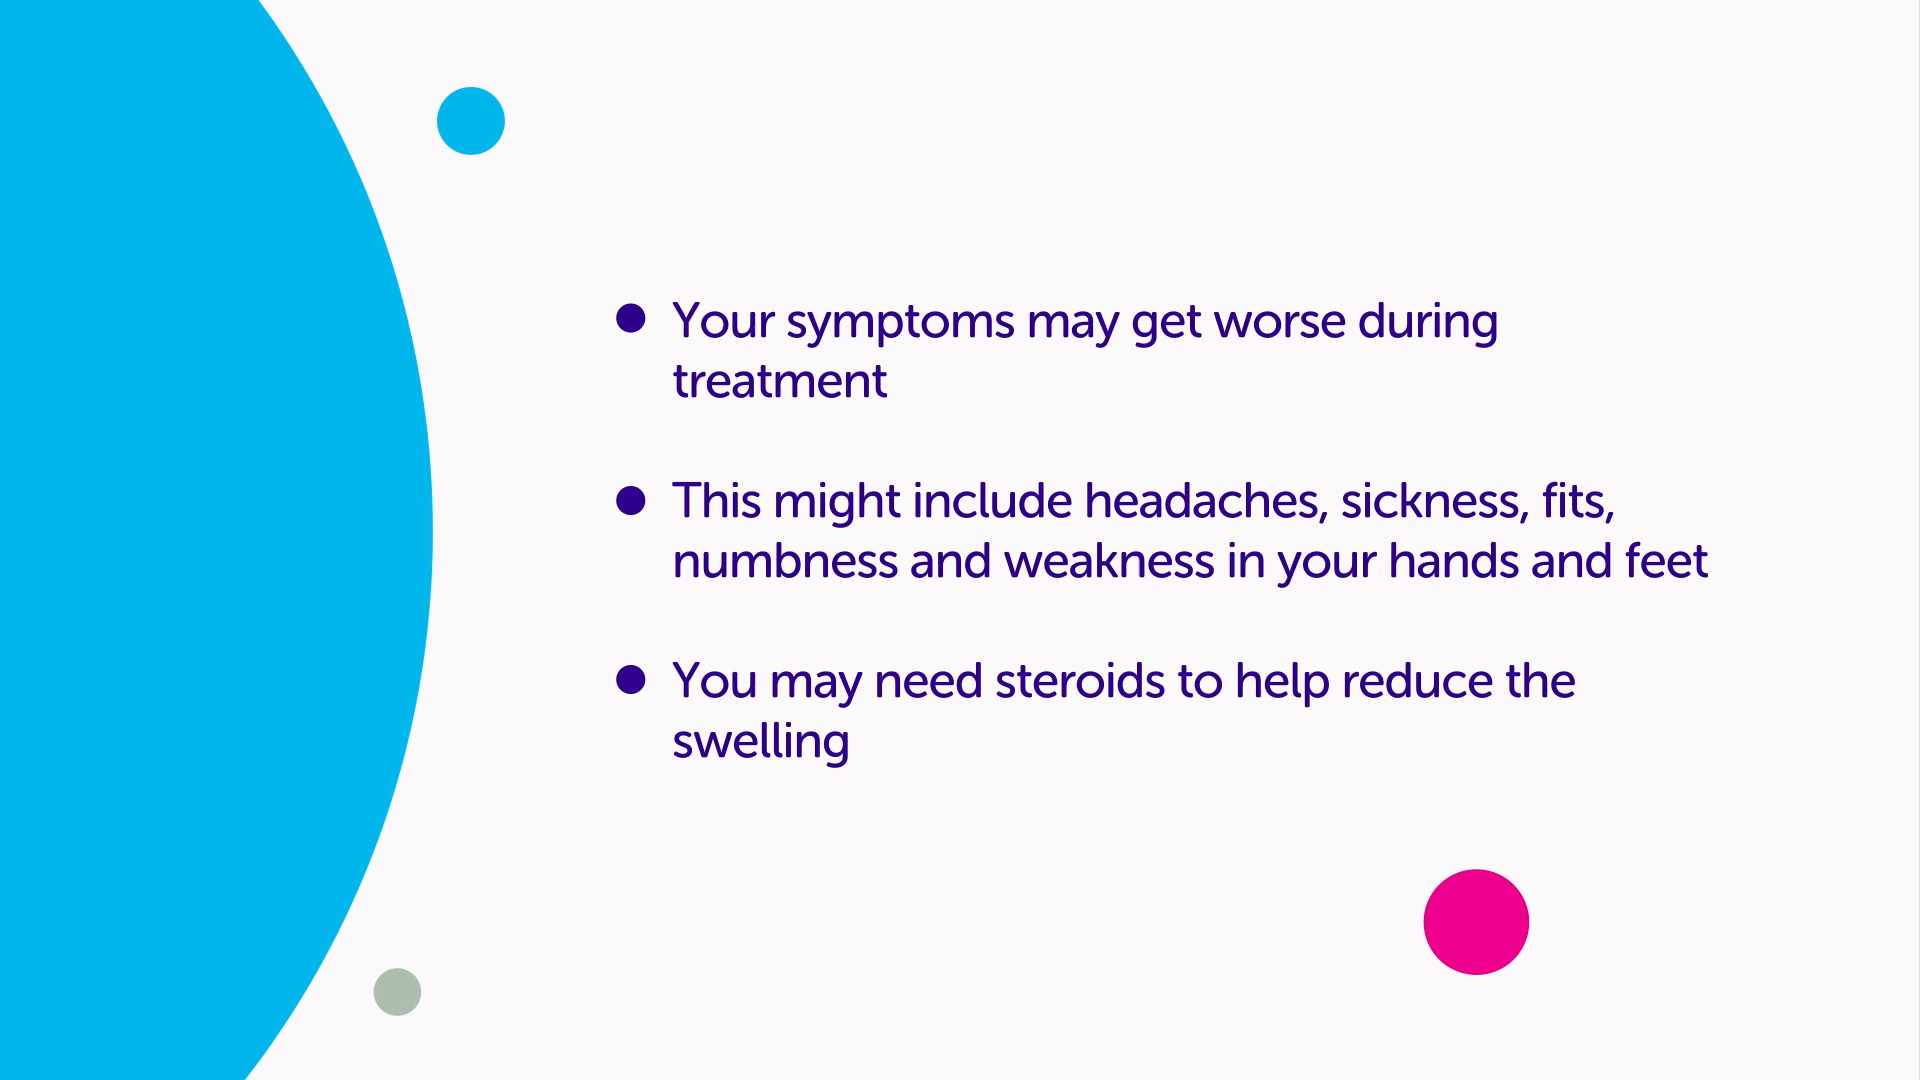 ● Your symptoms may get worse during
treatment
● This might include headaches, sickness, fits,
numbness and weakness in your hands and feet
● You may need steroids to help reduce the
swelling